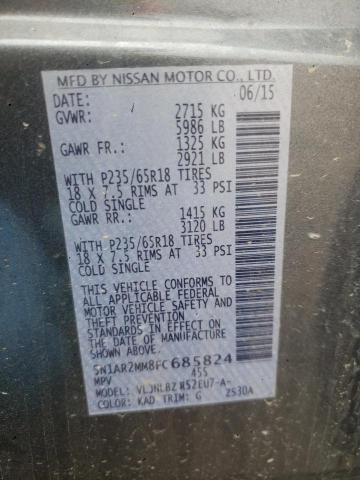 MFD BY NISSAN MOTOR CO., LTD.
DATE: 06/15
GVWR: 2715 KG
5986 LB
GAWR FR.: 1325 KG
2921 LB
WITH P235/65R18 TIRES
18 X 7.5 RIMS AT 33 PSI
COLD SINGLE
GAWR RR.: 1415 KG
3120 LB
WITH P235/65R18 TIRES
18 X 7.5 RIMS AT 33 PSI
COLD SINGLE
THIS VEHICLE CONFORMS TO
ALL APPLICABLE FEDERAL
MOTOR VEHICLE SAFETY
AND THEFT PREVENTION
STANDARDS IN EFFECT ON
THE DATE OF MANUFACTURE
SHOWN ABOVE.
5N1AR2MM8FC685824
MPV 455
MODEL:
COLOR: KAD TRIM: G 2530A